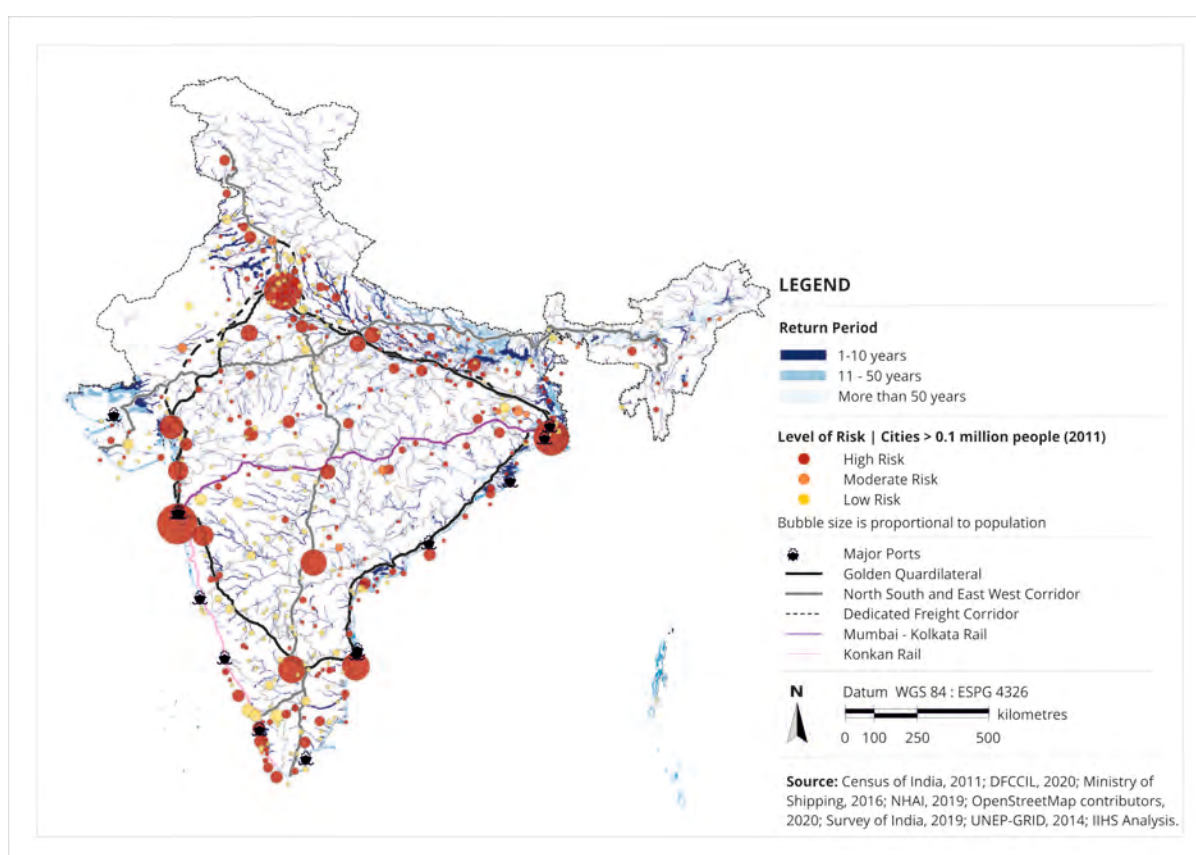 LEGEND
Return Period
1-10 years
11 - 50 years
More than 50 years
Level of Risk | Cities > 0.1 million people (2011)
High Risk
Moderate Risk
Low Risk
Bubble size is proportional to population
Major Ports
Golden Quardilateral
North South and East West Corridor
Dedicated Freight Corridor
Mumbai - Kolkata Rail
Konkan Rail
N
Datum WGS 84 : ESPG 4326
kilometres
0 100 250 500
Source: Census of India, 2011; DFCCIL, 2020; Ministry of
Shipping, 2016; NHAI, 2019; OpenStreetMap contributors,
2020; Survey of India, 2019; UNEP-GRID, 2014; IIHS Analysis.